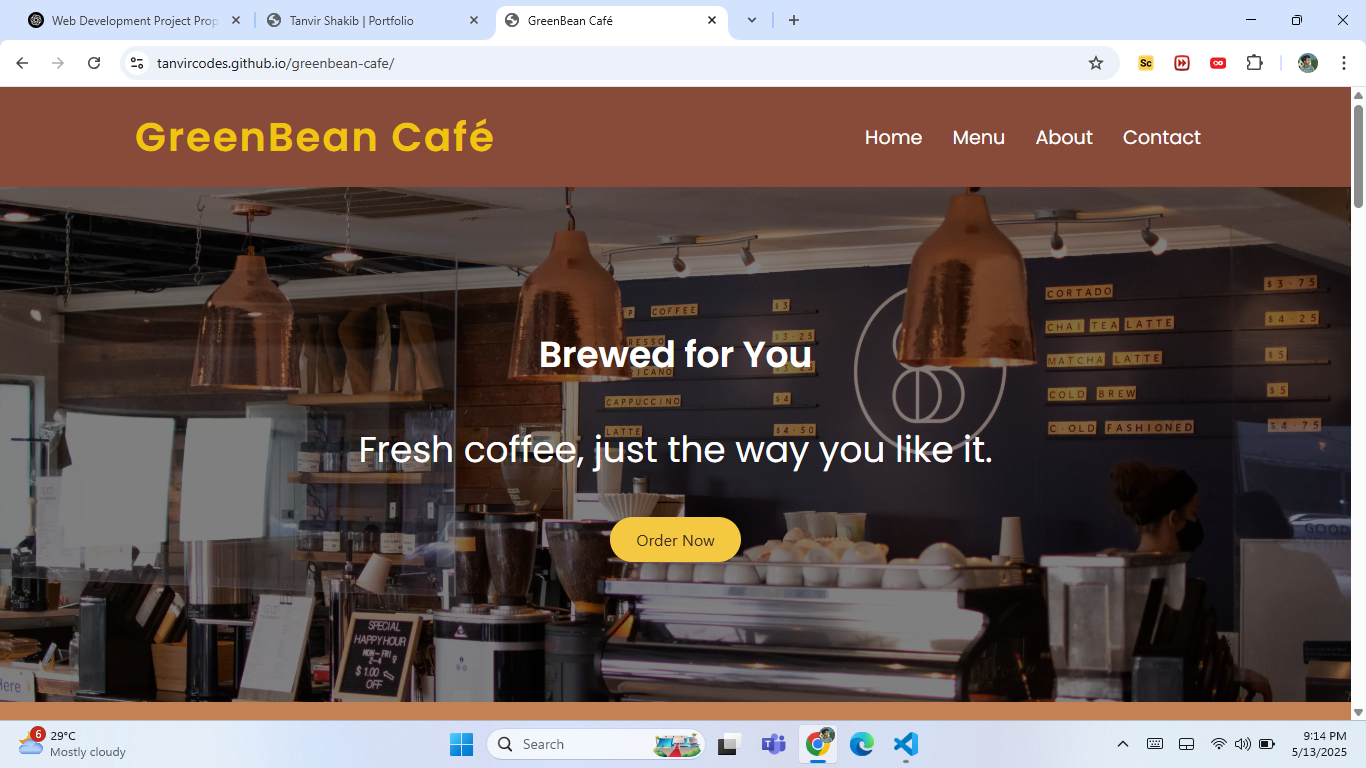 Web Development Project Prop
Tanvir Shakib | Portfolio
GreenBean Café
tanvircodes.github.io/greenbean-cafe/
Sc
GreenBean Café
Home
Menu
About
Contact
COFFEE
$3
$3·25
CAPPUCCINO
$4
LATTE
$4·50
CORTADO
$3·75
CHAI TEA LATTE
$4·25
MATCHA LATTE
$5
COLD BREW
$5
C·OLD FASHIONED
$4·75
Brewed for You
Fresh coffee, just the way you like it.
Order Now
GOOD
SPECIAL
HAPPY HOUR
MON-FRI
2-4
$1.00
OFF
Here
6
29°C
Mostly cloudy
Search
9:14 PM
5/13/2025